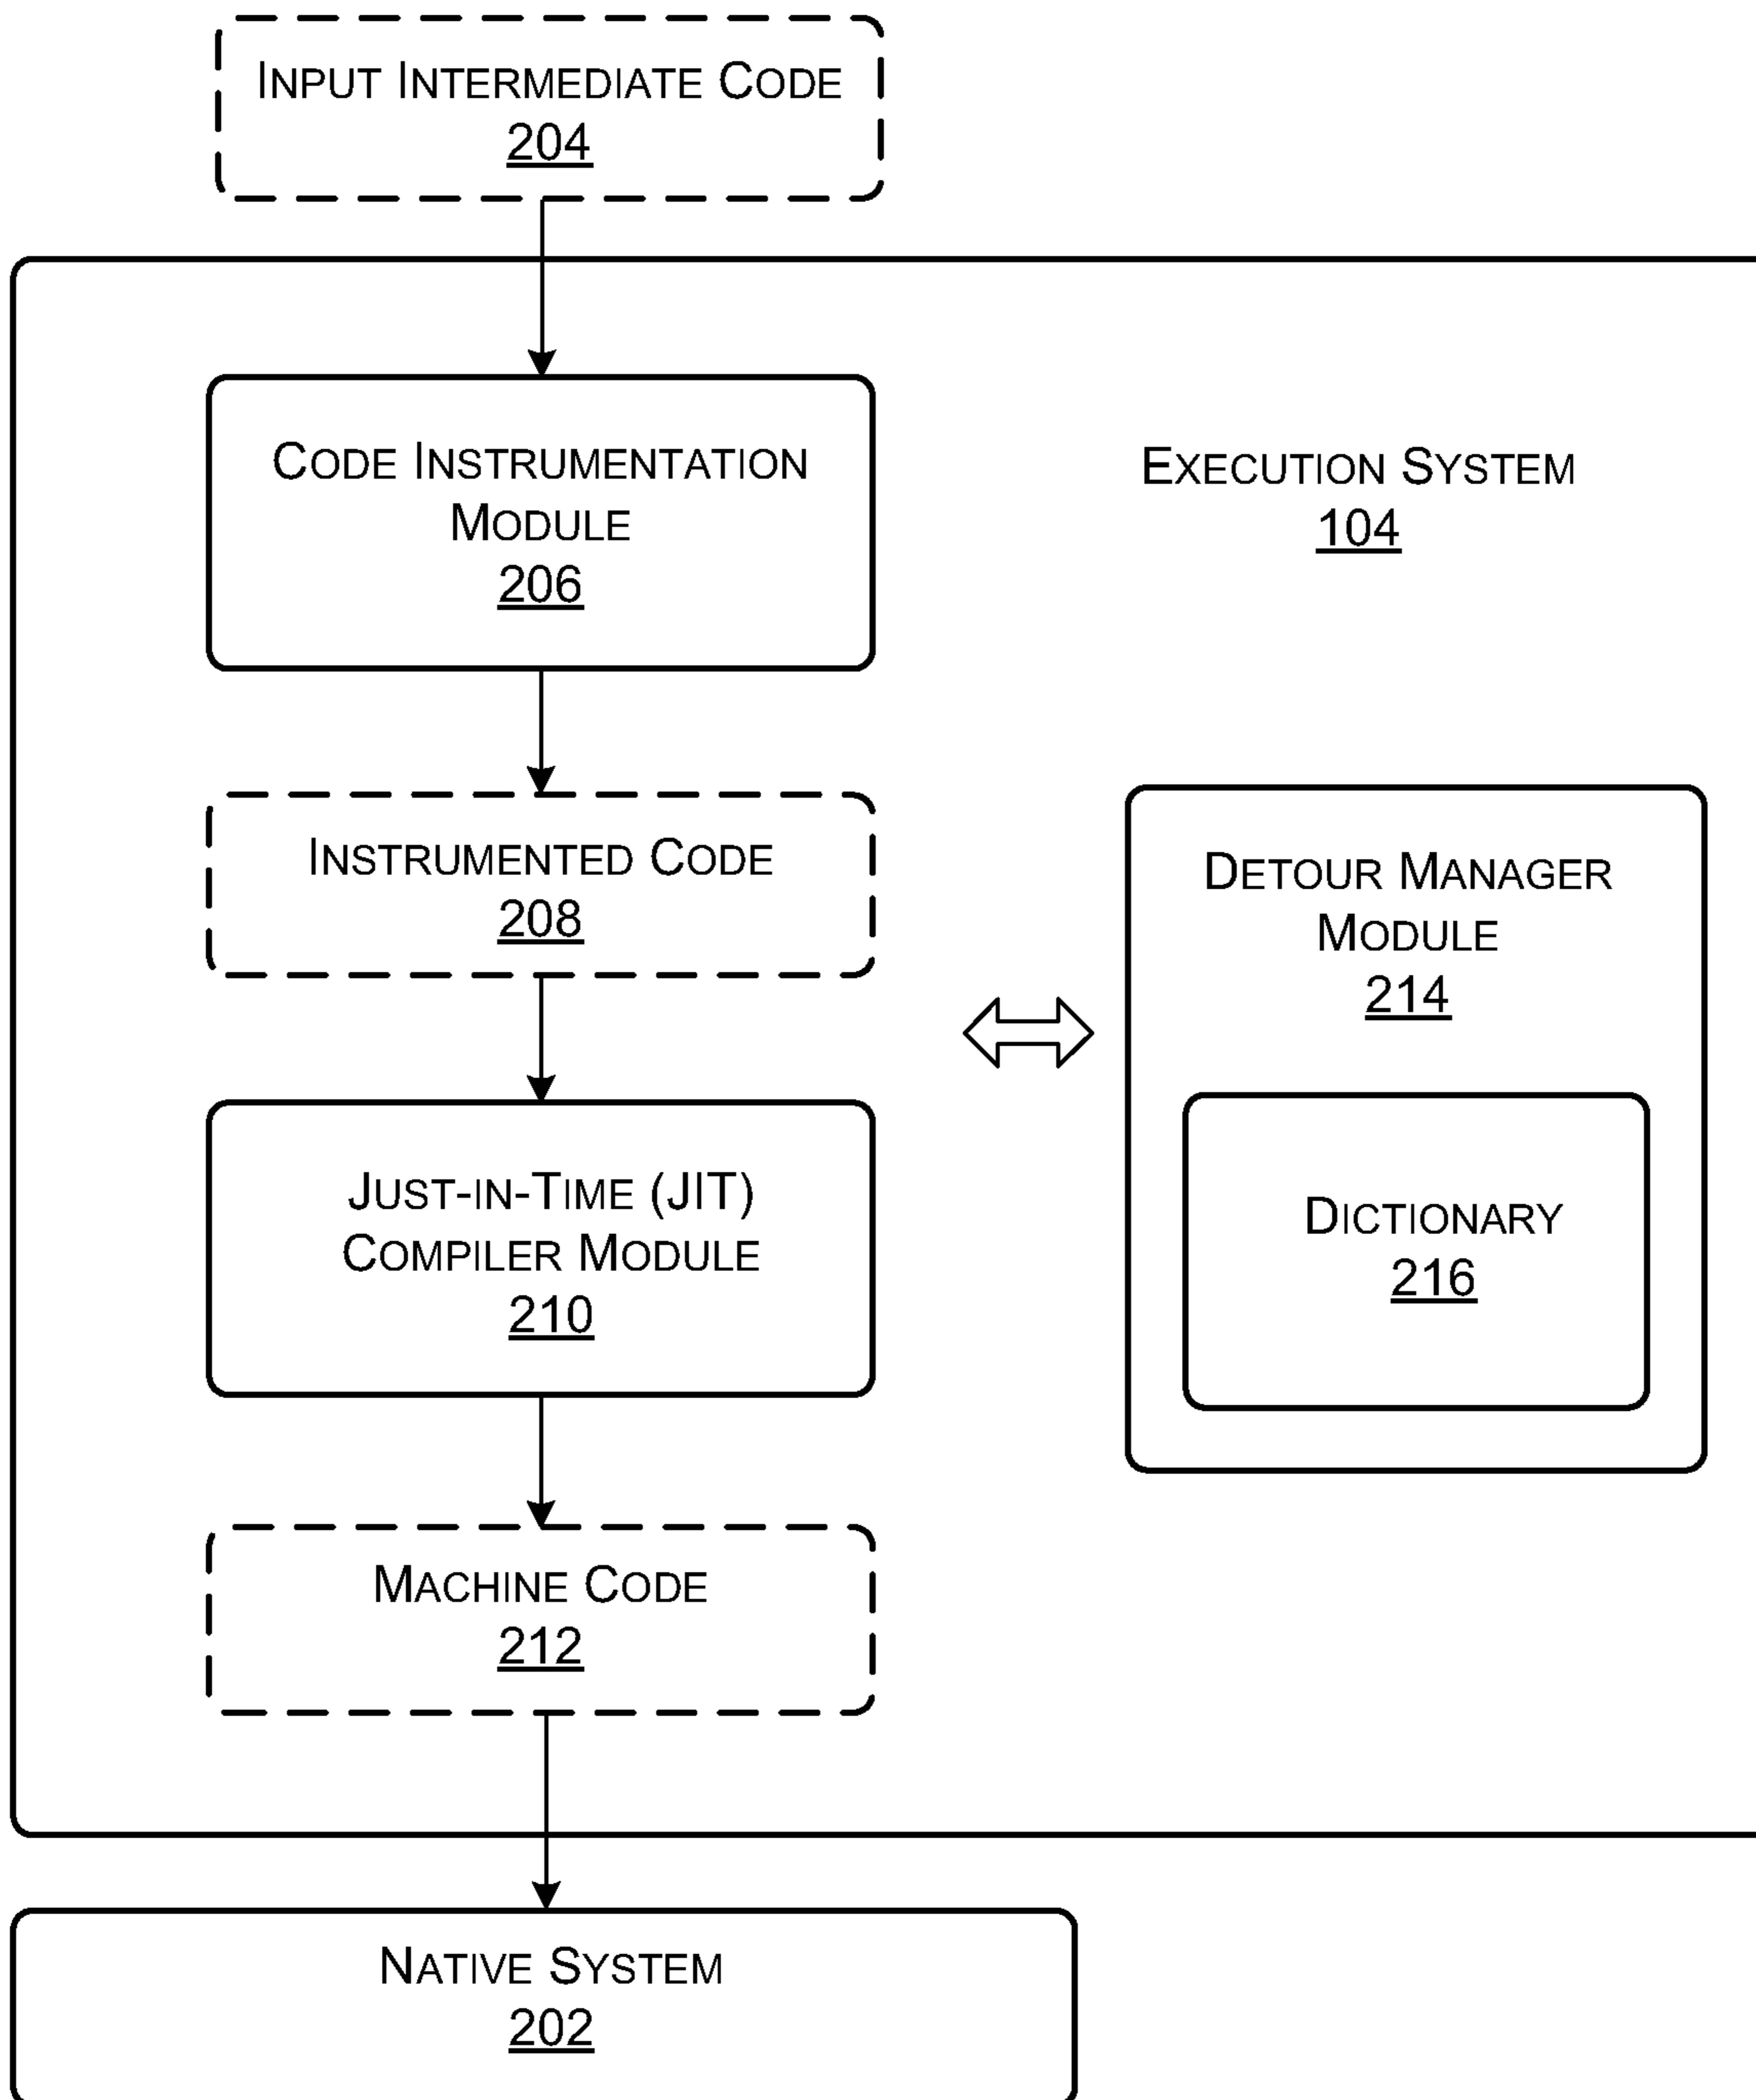 INPUT INTERMEDIATE CODE
204
CODE INSTRUMENTATION
MODULE
206
EXECUTION SYSTEM
104
INSTRUMENTED CODE
208
DETOUR MANAGER
MODULE
214
JUST-IN-TIME (JIT)
COMPILER MODULE
210
DICTIONARY
216
MACHINE CODE
212
NATIVE SYSTEM
202